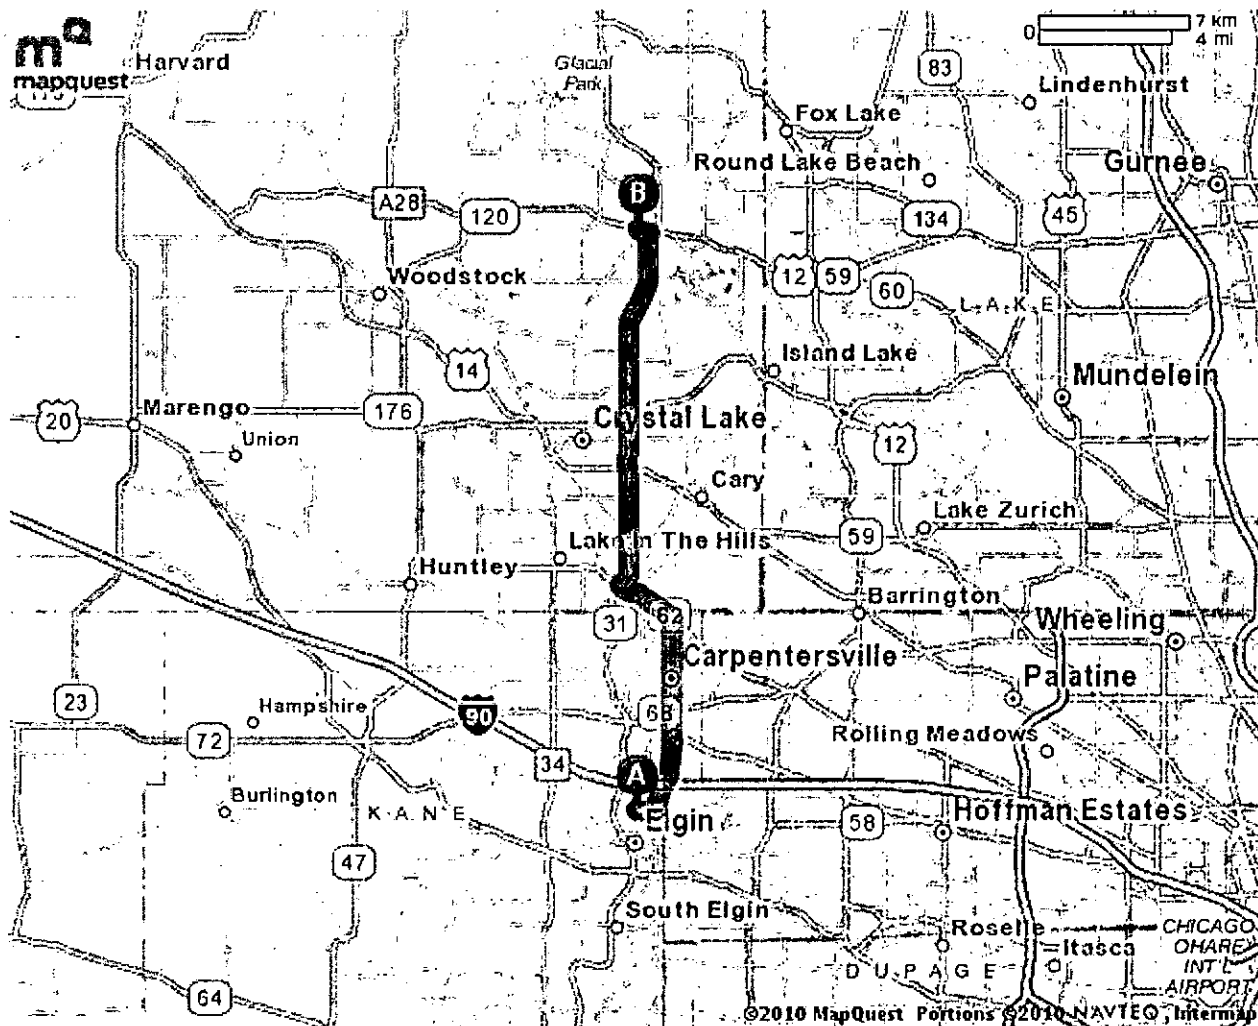 mapquest
Harvard
Glacial
Park
0
7 km
4 mi
83
Lindenhurst
Fox Lake
Round Lake Beach
Gurnee
B
A28
120
134
45
Woodstock
12
59
60
LAKE
Island Lake
14
Mundelein
20
Marengo
176
Crystal Lake
Union
12
Cary
Lake Zurich
59
Lake In The Hills
Huntley
Barrington
31
62
Wheeling
Carpentersville
Palatine
23
Hampshire
90
68
72
Rolling Meadows
34
A
Burlington
KANE
Elgin
58
Hoffman Estates
47
South Elgin
Roselle
CHICAGO
Itasca
OHARE
INT'L
DUPAGE
AIRPORT
64
©2010 MapQuest Portions ©2010 NAVTEQ, Intermap